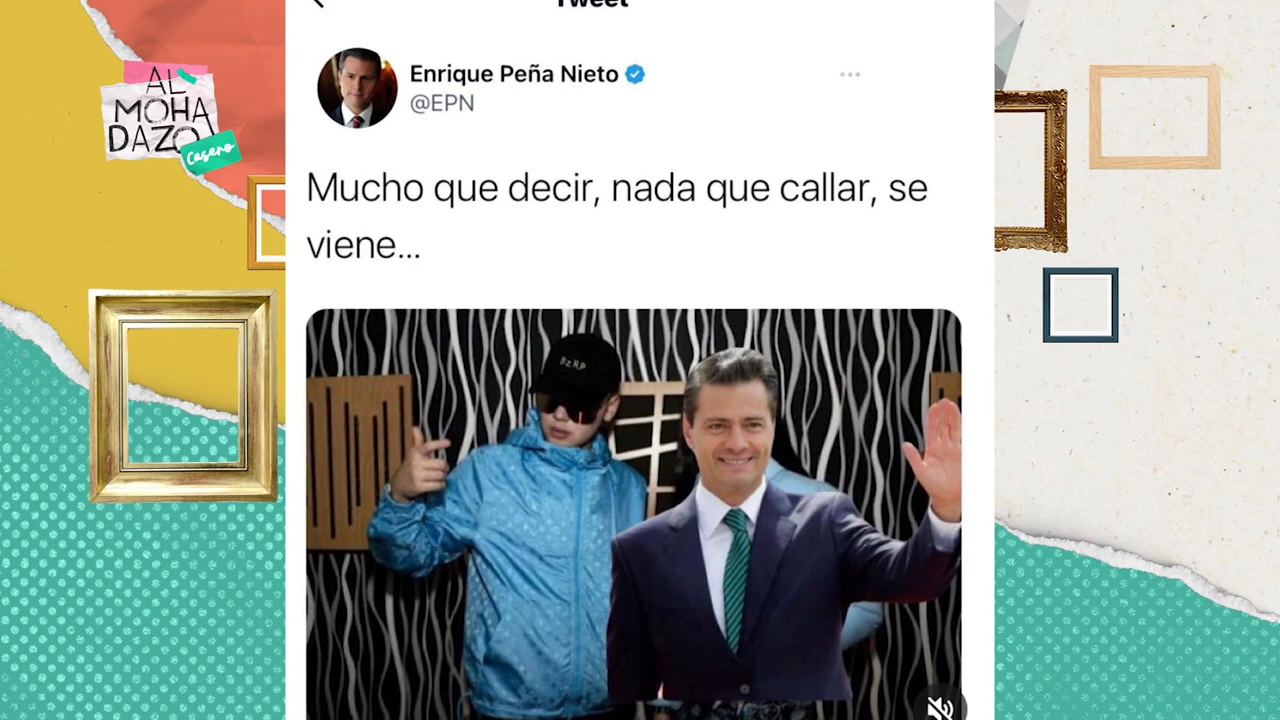 Tweet
AL
MOHA
DAZO
Casero
Enrique Peña Nieto
@EPN
Mucho que decir, nada que callar, se
viene...
BZRP